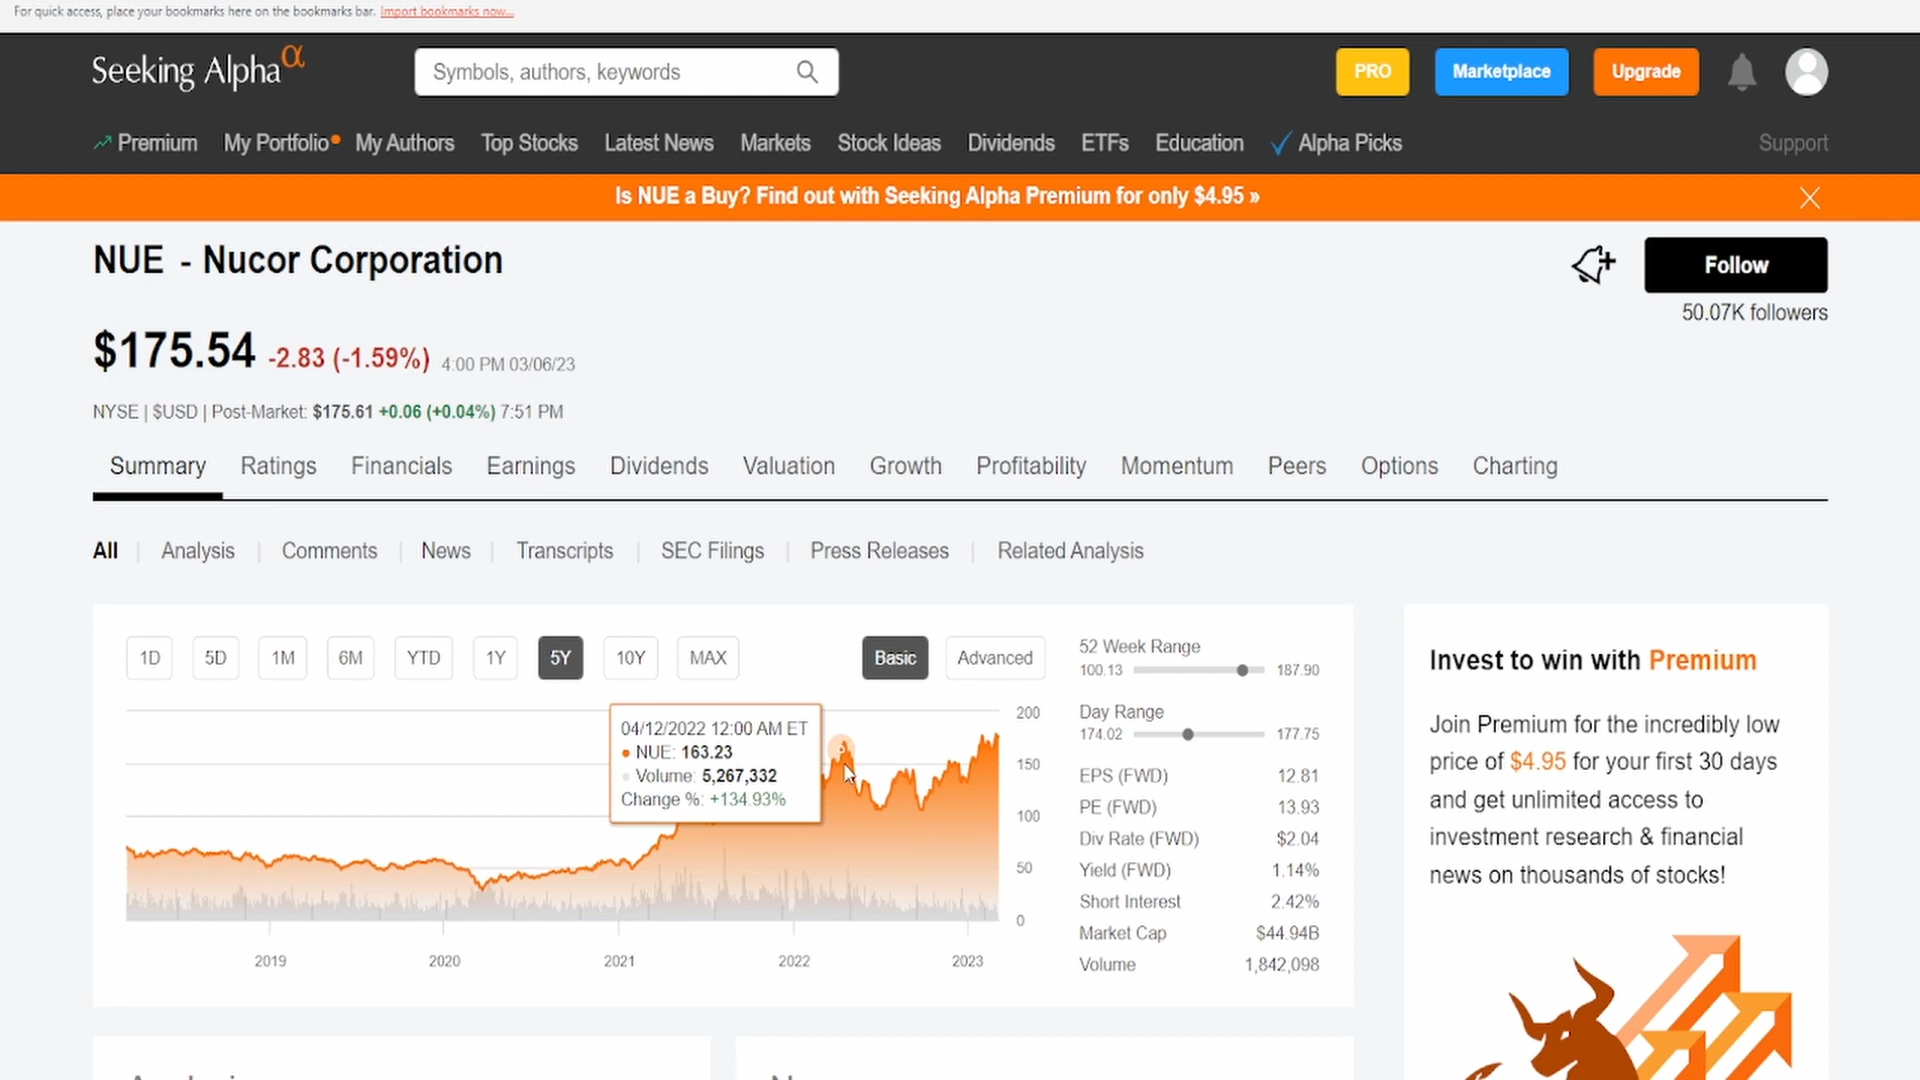 For quick access, place your bookmarks here on the bookmarks bar. Import bookmarks now...
Seeking Alphaα
Symbols, authors, keywords
PRO
Marketplace
Upgrade
Premium
My Portfolio
My Authors
Top Stocks
Latest News
Markets
Stock Ideas
Dividends
ETFs
Education
Alpha Picks
Support
Is NUE a Buy? Find out with Seeking Alpha Premium for only $4.95 »
NUE - Nucor Corporation
Follow
50.07K followers
$175.54 -2.83 (-1.59%) 4:00 PM 03/06/23
NYSE | $USD | Post-Market: $175.61 +0.06 (+0.04%) 7:51 PM
Summary
Ratings
Financials
Earnings
Dividends
Valuation
Growth
Profitability
Momentum
Peers
Options
Charting
All
Analysis
Comments
News
Transcripts
SEC Filings
Press Releases
Related Analysis
1D
5D
1M
6M
YTD
1Y
5Y
10Y
MAX
Basic
Advanced
04/12/2022 12:00 AM ET
NUE: 163.23
Volume: 5,267,332
Change %: +134.93%
200
150
100
50
0
2019
2020
2021
2022
2023
52 Week Range
100.13 187.90
Day Range
174.02 177.75
EPS (FWD) 12.81
PE (FWD) 13.93
Div Rate (FWD) $2.04
Yield (FWD) 1.14%
Short Interest 2.42%
Market Cap $44.94B
Volume 1,842,098
Invest to win with Premium
Join Premium for the incredibly low
price of $4.95 for your first 30 days
and get unlimited access to
investment research & financial
news on thousands of stocks!